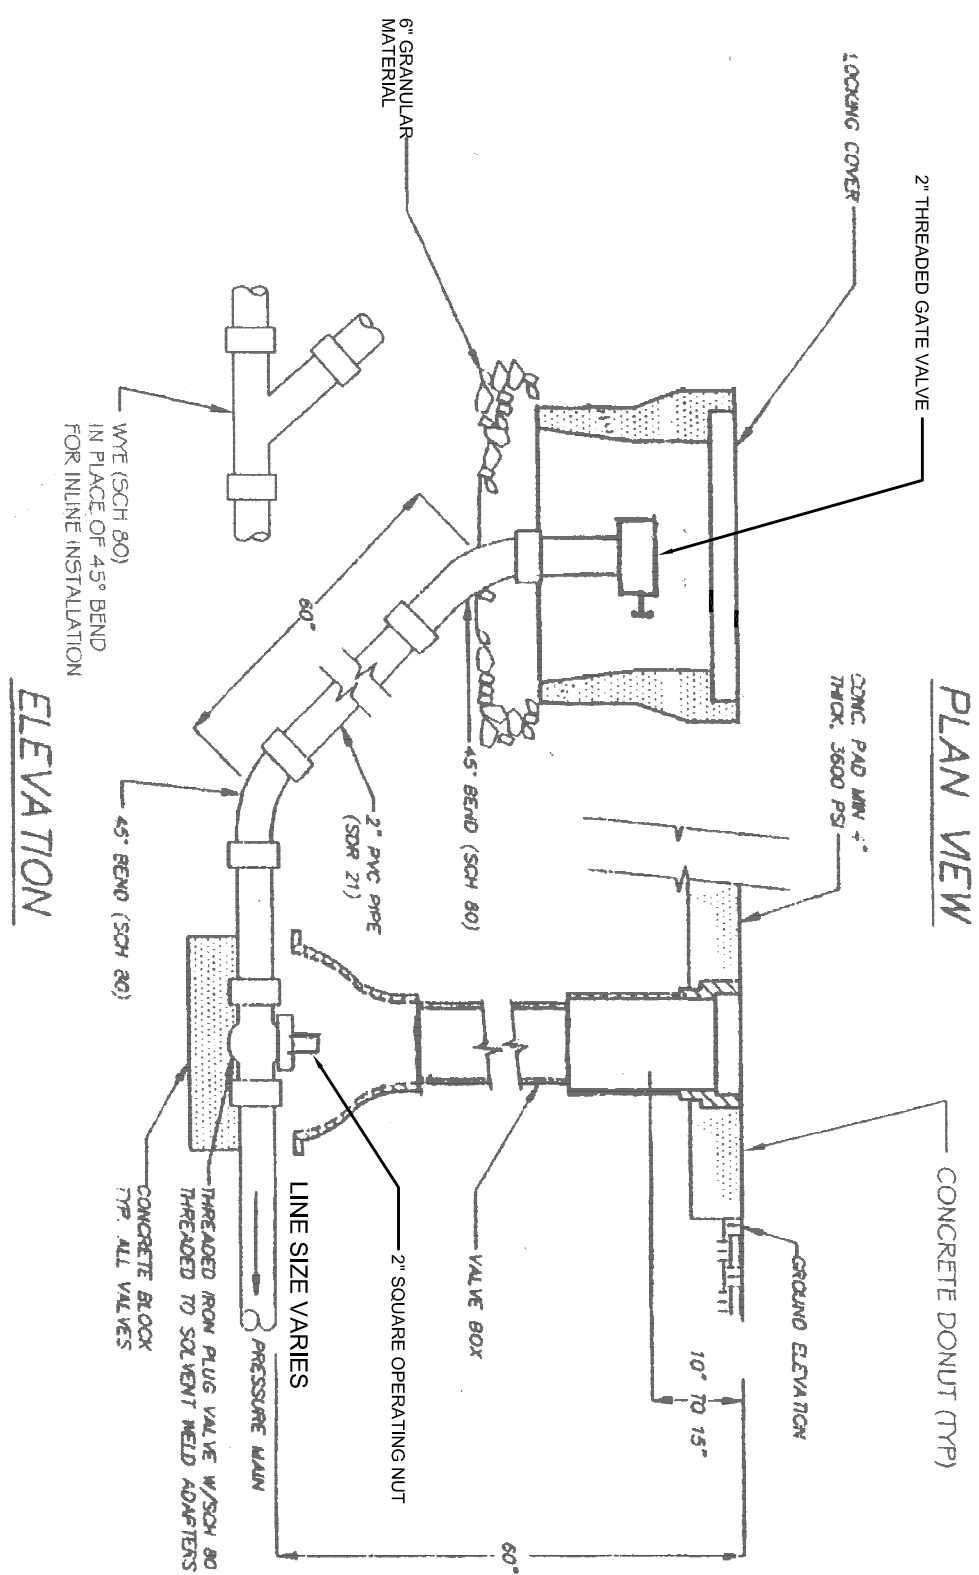 PLAN VIEW
2" THREADED GATE VALVE
LOCKING COVER
6" GRANULAR
MATERIAL
CONC. PAD MIN 4"
THICK. 3600 PSI
CONCRETE DONUT (TYP)
GROUND ELEVATION
10" TO 15"
60"
VALVE BOX
2" SQUARE OPERATING NUT
LINE SIZE VARIES
PRESSURE MAIN
THREADED IRON PLUG VALVE W/SCH 80
THREADED TO SOLVENT WELD ADAPTERS
CONCRETE BLOCK
TYP. ALL VALVES
45° BEND (SCH 80)
2" PVC PIPE
(SDR 21)
60"
45° BEND (SCH 80)
WYE (SCH 80)
IN PLACE OF 45° BEND
FOR INLINE INSTALLATION
ELEVATION